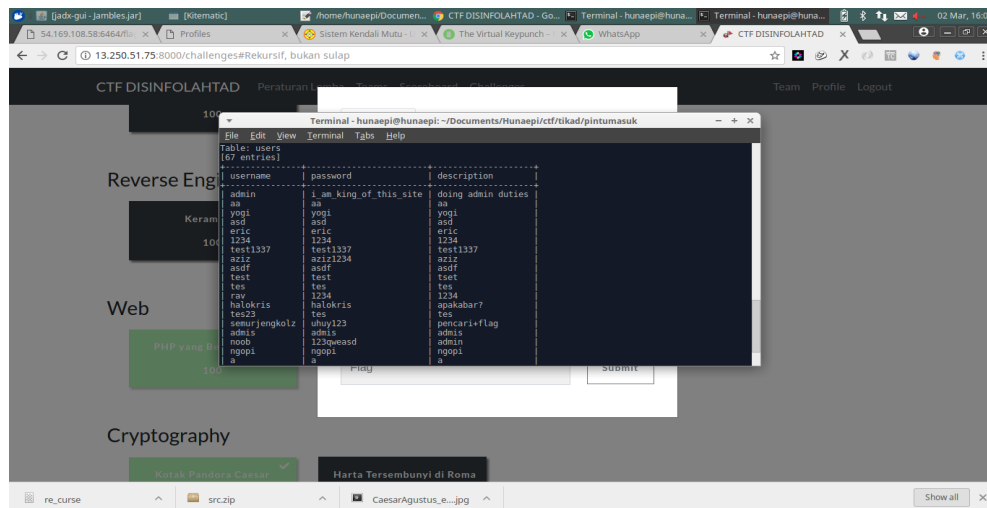 [jadx-gui - Jambles.jar]
[Kitematic]
/home/hunaepi/Documen...
CTF DISINFOLAHTAD - Go...
Terminal - hunaepi@huna...
Terminal - hunaepi@huna...
02 Mar, 16:0
54.169.108.58:6464/fla
Profiles
Sistem Kendali Mutu -
The Virtual Keypunch –
WhatsApp
CTF DISINFOLAHTAD
13.250.51.75:8000/challenges#Rekursif, bukan sulap
CTF DISINFOLAHTAD
Peraturan Lomba Teams Scoreboard Challenges
Team Profile Logout
100
Terminal - hunaepi@hunaepi: ~/Documents/Hunaepi/ctf/tikad/pintumasuk
File Edit View Terminal Tabs Help
Table: users
[67 entries]
| username | password | description |
| admin | i_am_king_of_this_site | doing admin duties |
| aa | aa | aa |
| yogi | yogi | yogi |
| asd | asd | asd |
| eric | eric | eric |
| 1234 | 1234 | 1234 |
| test1337 | test1337 | test1337 |
| aziz | aziz1234 | aziz |
| asdf | asdf | asdf |
| test | test | tset |
| tes | tes | tes |
| rav | 1234 | 1234 |
| halokris | halokris | apakabar? |
| tes23 | tes | tes |
| semurjengkolz | uhuy123 | pencari+flag |
| admis | admis | admis |
| noob | 123qweasd | admin |
| ngopi | ngopi | ngopi |
| a | a | a |
Reverse Eng
Keram
100
Web
PHP yang Ba
100
Flag
Submit
Cryptography
Kotak Pandora Caesar
Harta Tersembunyi di Roma
re_curse
src.zip
CaesarAgustus_e....jpg
Show all